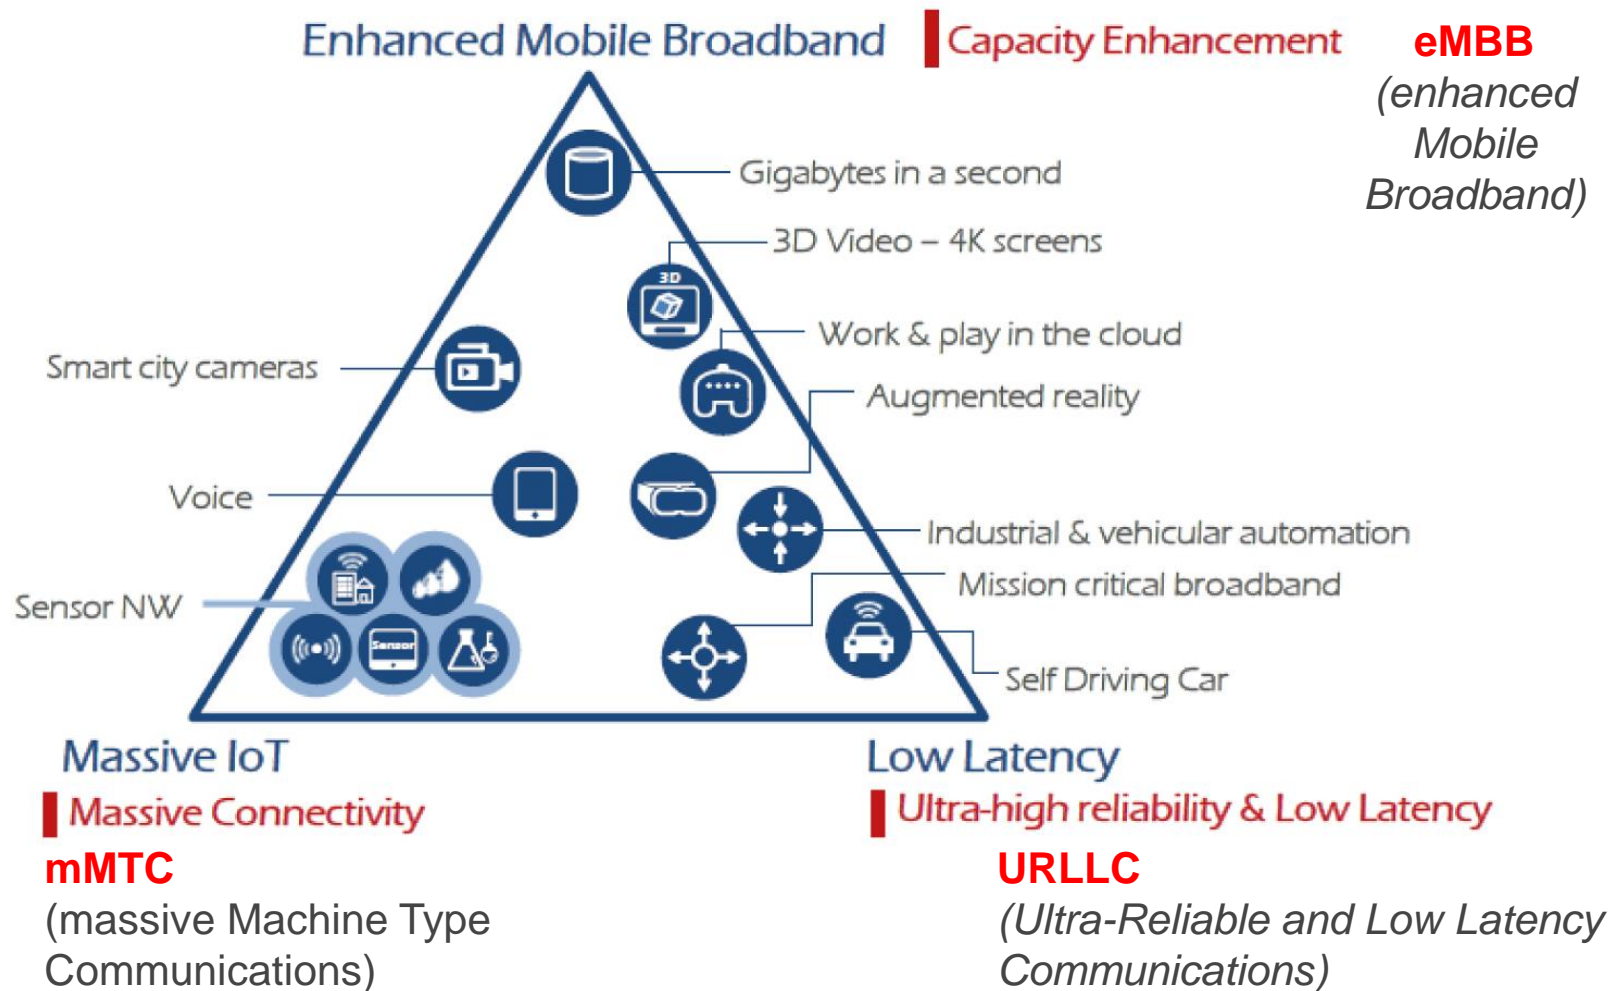 Enhanced Mobile Broadband
Capacity Enhancement
eMBB
(enhanced
Mobile
Broadband)
Gigabytes in a second
3D Video – 4K screens
3D
Work & play in the cloud
Smart city cameras
Augmented reality
Voice
Industrial & vehicular automation
Mission critical broadband
Sensor NW
Sensor
Self Driving Car
Massive IoT
Massive Connectivity
mMTC
(massive Machine Type
Communications)
Low Latency
Ultra-high reliability & Low Latency
URLLC
(Ultra-Reliable and Low Latency
Communications)